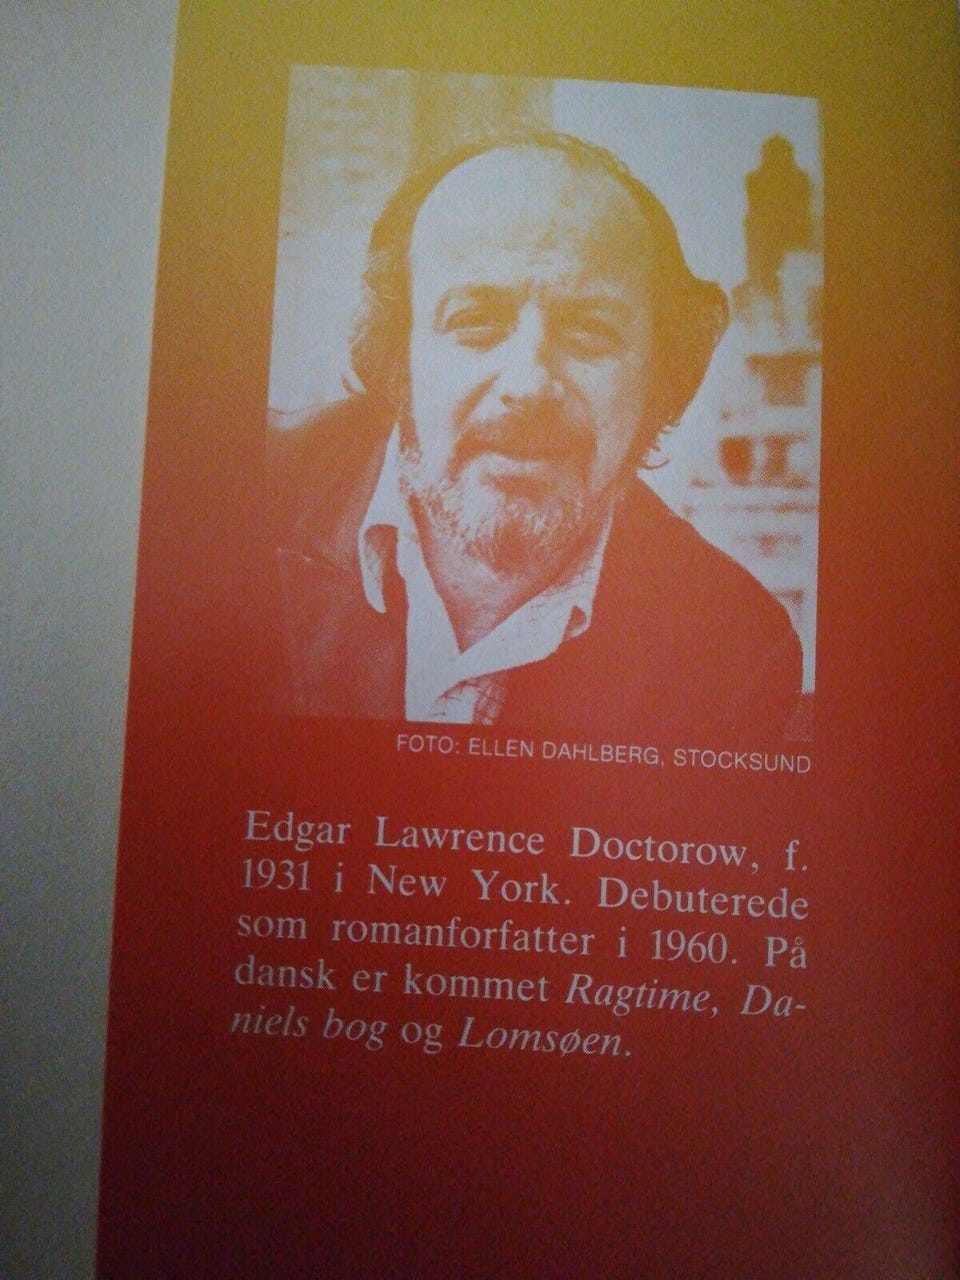 FOTO: ELLEN DAHLBERG, STOCKSUND
Edgar Lawrence Doctorow, f.
1931 i New York. Debuterede
som romanforfatter i 1960. På
dansk er kommet Ragtime, Da-
niels bog og Lomsøen.